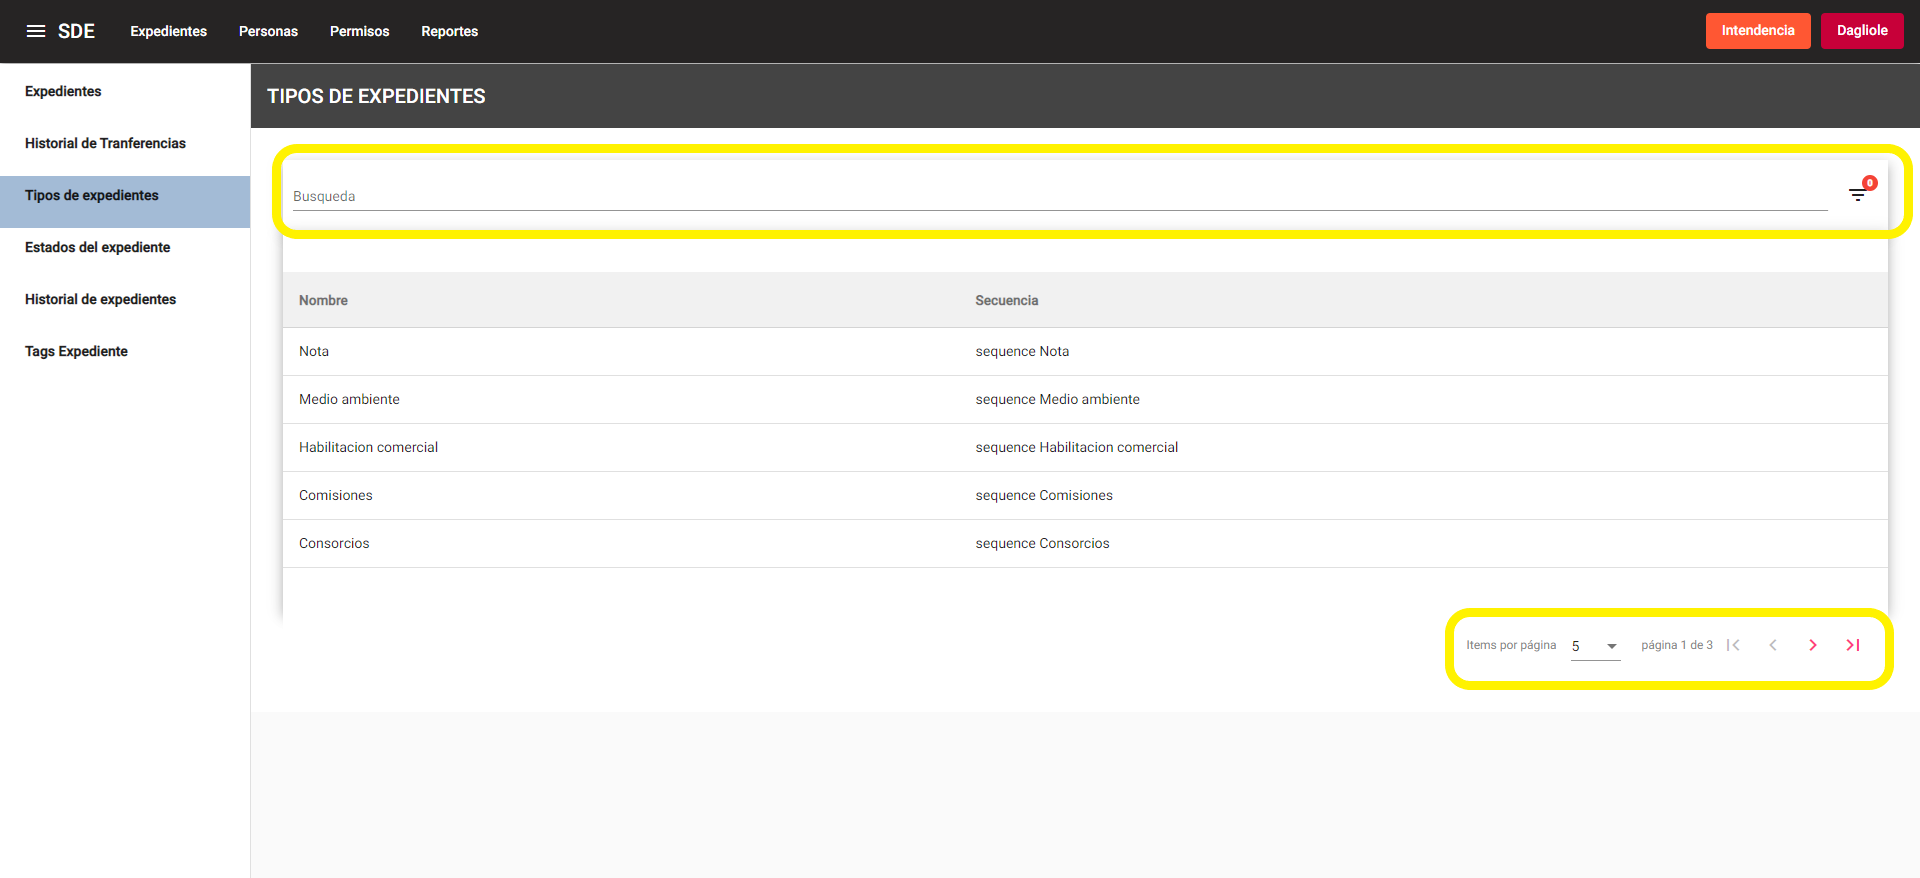 SDE Expedientes Personas Permisos Reportes Intendencia Dagliole
Expedientes
Historial de Tranferencias
Tipos de expedientes
Estados del expediente
Historial de expedientes
Tags Expediente
TIPOS DE EXPEDIENTES
Busqueda 0
Nombre Secuencia
Nota sequence Nota
Medio ambiente sequence Medio ambiente
Habilitacion comercial sequence Habilitacion comercial
Comisiones sequence Comisiones
Consorcios sequence Consorcios
Items por página 5 página 1 de 3